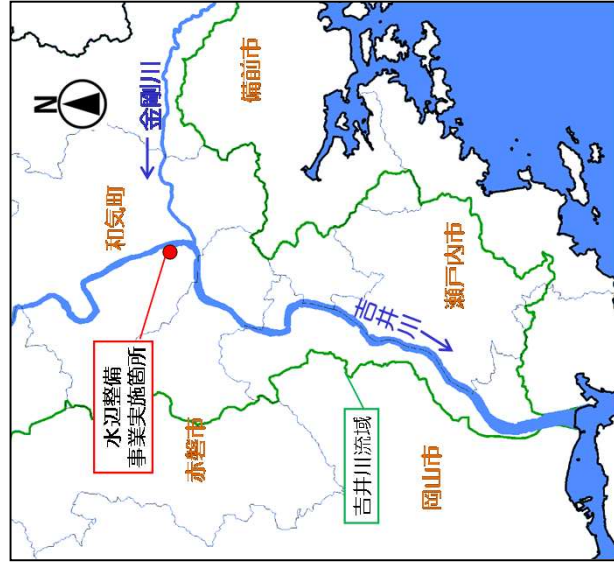 N
金剛川
備前市
和気町
水辺整備
事業実施箇所
赤磐市
瀬戸内市
吉井川
吉井川流域
岡山市